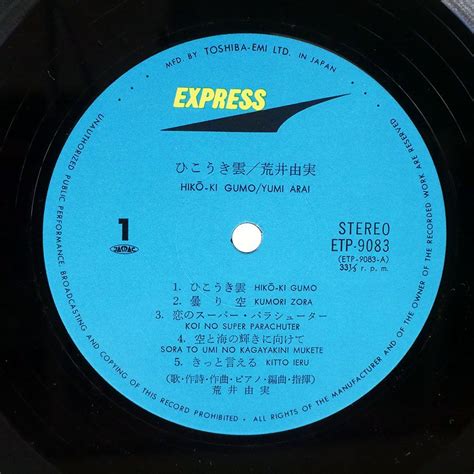 MFD. BY TOSHIBA-EMI LTD. IN JAPAN
EXPRESS
ひこうき雲/荒井由実
HIKŌ-KI GUMO/YUMI ARAI
1
JASRAC
STEREO
ETP-9083
(ETP-9083-A)
33⅓ r. p. m.
1. ひこうき雲 HIKŌ-KI GUMO
2. 曇り空 KUMORI ZORA
3. 恋のスーパー・パラシューター
KOI NO SUPER PARACHUTER
4. 空と海の輝きに向けて
SORA TO UMI NO KAGAYAKINI MUKETE
5. きっと言える KITTO IERU
(歌・作詩・作曲・ピアノ・編曲・指揮)
荒井由実
UNAUTHORIZED PUBLIC PERFORMANCE, BROADCASTING AND COPYING OF THIS RECORD PROHIBITED • ALL RIGHTS OF THE MANUFACTURER AND OF THE OWNER OF THE RECORDED WORK ARE RESERVED